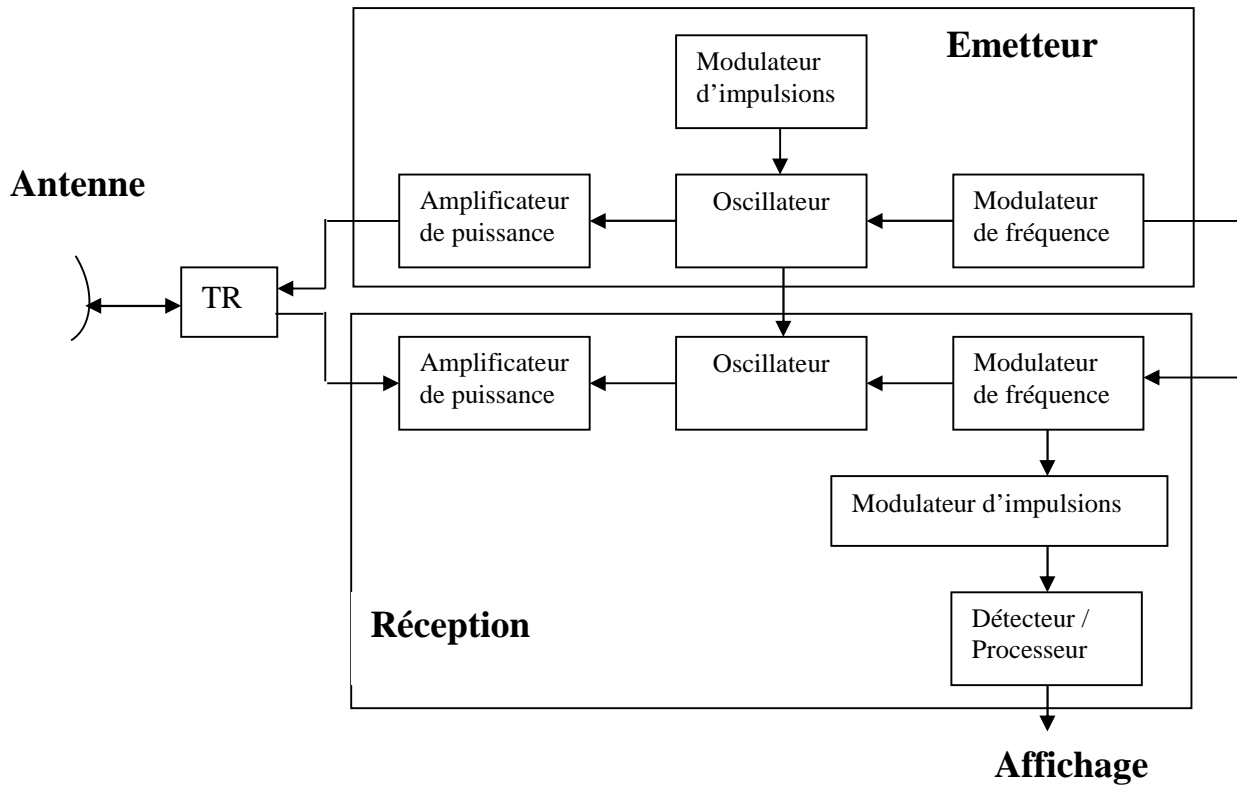 Emetteur
Modulateur
d’impulsions
Antenne
Amplificateur
de puissance
Oscillateur
Modulateur
de fréquence
TR
Amplificateur
de puissance
Oscillateur
Modulateur
de fréquence
Modulateur d’impulsions
Réception
Détecteur /
Processeur
Affichage